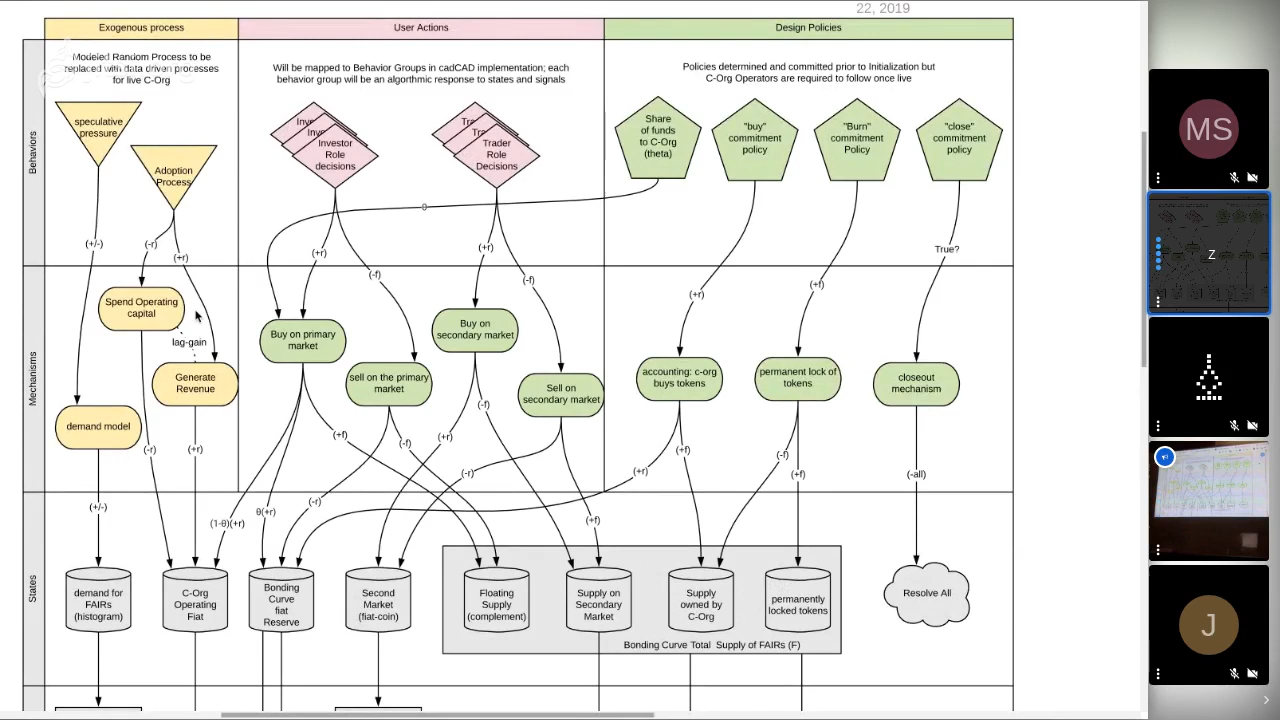 22, 2019
Exogenous process
User Actions
Design Policies
Behaviors
Modeled Random Process to be
replaced with data driven processes
for live C-Org
Will be mapped to Behavior Groups in cadCAD implementation; each
behavior group will be an algorthmic response to states and signals
Policies determined and committed prior to Initialization but
C-Org Operators are required to follow once live
speculative
pressure
Adoption
Process
Inve
Inve
Investor
Role
decisions
Tra
Tra
Trader
Role
Decisions
Share
of funds
to C-Org
(theta)
"buy"
commitment
policy
"Burn"
commitment
Policy
"close"
commitment
policy
θ
(+/-)
(-r)
(+r)
(+r)
(-f)
(+r)
(-f)
(+r)
(+f)
True?
Mechanisms
Spend Operating
capital
lag-gain
Generate
Revenue
demand model
Buy on primary
market
sell on the primary
market
Buy on
secondary market
Sell on
secondary market
accounting: c-org
buys tokens
permanent lock of
tokens
closeout
mechanism
(-r)
(+r)
(+f)
(-f)
(+r)
(-f)
(-r)
(+r)
(+f)
(-f)
(+f)
(-all)
States
(+/-)
(1-θ)(+r)
θ(+r)
(-r)
(+f)
demand for
FAIRs
(histogram)
C-Org
Operating
Fiat
Bonding
Curve
fiat
Reserve
Second
Market
(fiat-coin)
Floating
Supply
(complement)
Supply on
Secondary
Market
Supply
owned by
C-Org
permanently
locked tokens
Resolve All
Bonding Curve Total Supply of FAIRs (F)
MS
Z
J